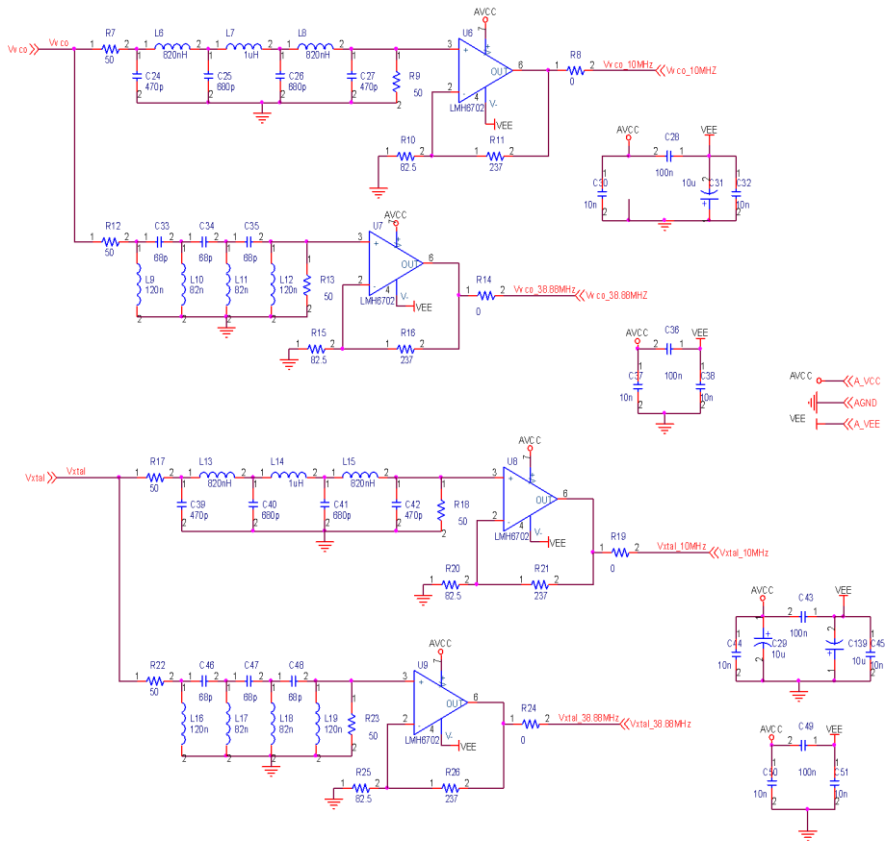 Vvco
Vvco
R7
50
L6
820nH
L7
1uH
L8
820nH
C24
470p
C25
680p
C26
680p
C27
470p
R9
50
AVCC
U6
LMH6702
OUT
V+
V-
VEE
R10
82.5
R11
237
R8
0
Vvco_10MHz
Vvco_10MHZ
AVCC
C28
100n
VEE
C30
10n
10u
C31
C32
10n
R12
50
C33
68p
C34
68p
C35
68p
L9
120n
L10
82n
L11
82n
L12
120n
R13
50
U7
AVCC
OUT
V+
V-
LMH6702
VEE
R15
82.5
R16
237
R14
0
Vvco_38.88MHZ
Vvco_38.88MHZ
AVCC
C36
100n
VEE
C37
10n
C38
10n
AVCC
A_VCC
AGND
VEE
A_VEE
Vxtal
Vxtal
R17
50
L13
820nH
L14
1uH
L15
820nH
C39
470p
C40
680p
C41
680p
C42
470p
R18
50
AVCC
U8
OUT
V+
V-
LMH6702
VEE
R20
82.5
R21
237
R19
0
Vxtal_10MHz
Vxtal_10MHz
AVCC
C43
100n
VEE
C44
10n
C29
10u
C139
10u
C45
10n
R22
50
C46
68p
C47
68p
C48
68p
L16
120n
L17
82n
L18
82n
L19
120n
R23
50
AVCC
U9
OUT
V+
V-
LMH6702
VEE
R25
82.5
R26
237
R24
0
Vxtal_38.88MHz
Vxtal_38.88MHz
AVCC
C49
100n
VEE
C50
10n
C51
10n